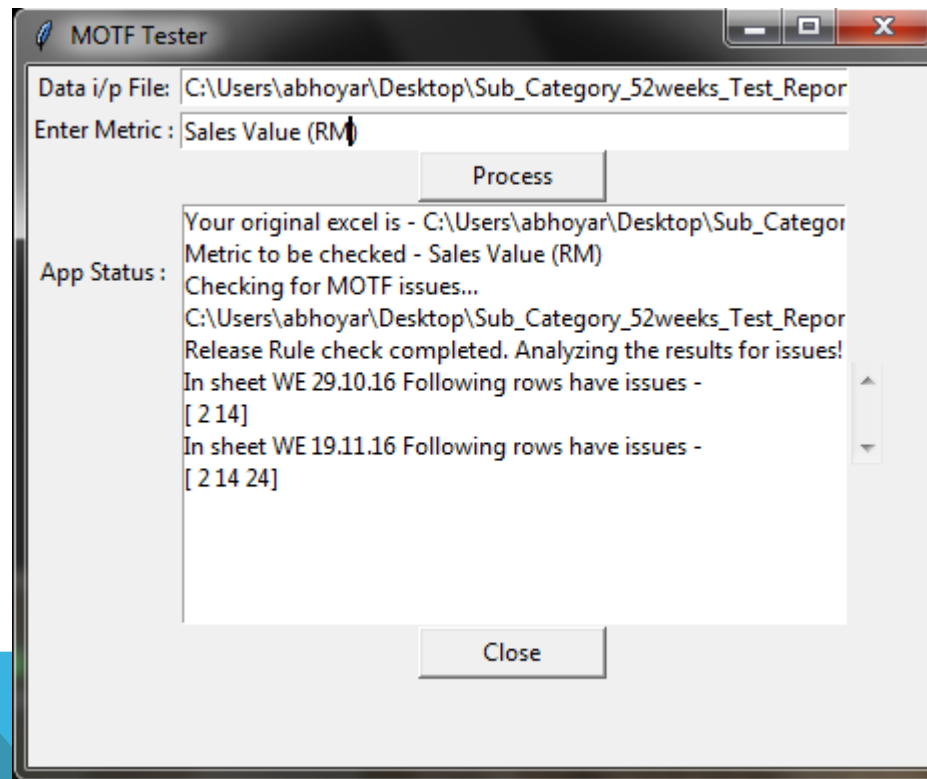 MOTF Tester
Data i/p File: C:\Users\abhoyar\Desktop\Sub_Category_52weeks_Test_Repor
Enter Metric : Sales Value (RM)
Process
Your original excel is - C:\Users\abhoyar\Desktop\Sub_Categor
Metric to be checked - Sales Value (RM)
App Status :
Checking for MOTF issues...
C:\Users\abhoyar\Desktop\Sub_Category_52weeks_Test_Repor
Release Rule check completed. Analyzing the results for issues!
In sheet WE 29.10.16 Following rows have issues -
[ 2 14]
In sheet WE 19.11.16 Following rows have issues -
[ 2 14 24]
Close